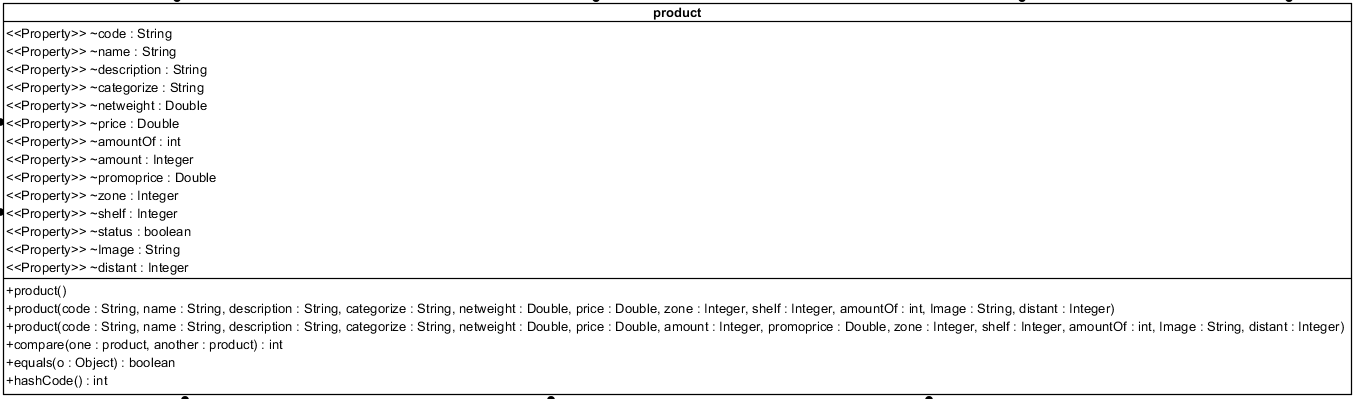 product
<<Property>> ~code : String
<<Property>> ~name : String
<<Property>> ~description : String
<<Property>> ~categorize : String
<<Property>> ~netweight : Double
<<Property>> ~price : Double
<<Property>> ~amountOf : int
<<Property>> ~amount : Integer
<<Property>> ~promoprice : Double
<<Property>> ~zone : Integer
<<Property>> ~shelf : Integer
<<Property>> ~status : boolean
<<Property>> ~Image : String
<<Property>> ~distant : Integer
+product()
+product(code : String, name : String, description : String, categorize : String, netweight : Double, price : Double, zone : Integer, shelf : Integer, amountOf : int, Image : String, distant : Integer)
+product(code : String, name : String, description : String, categorize : String, netweight : Double, price : Double, amount : Integer, promoprice : Double, zone : Integer, shelf : Integer, amountOf : int, Image : String, distant : Integer)
+compare(one : product, another : product) : int
+equals(o : Object) : boolean
+hashCode() : int